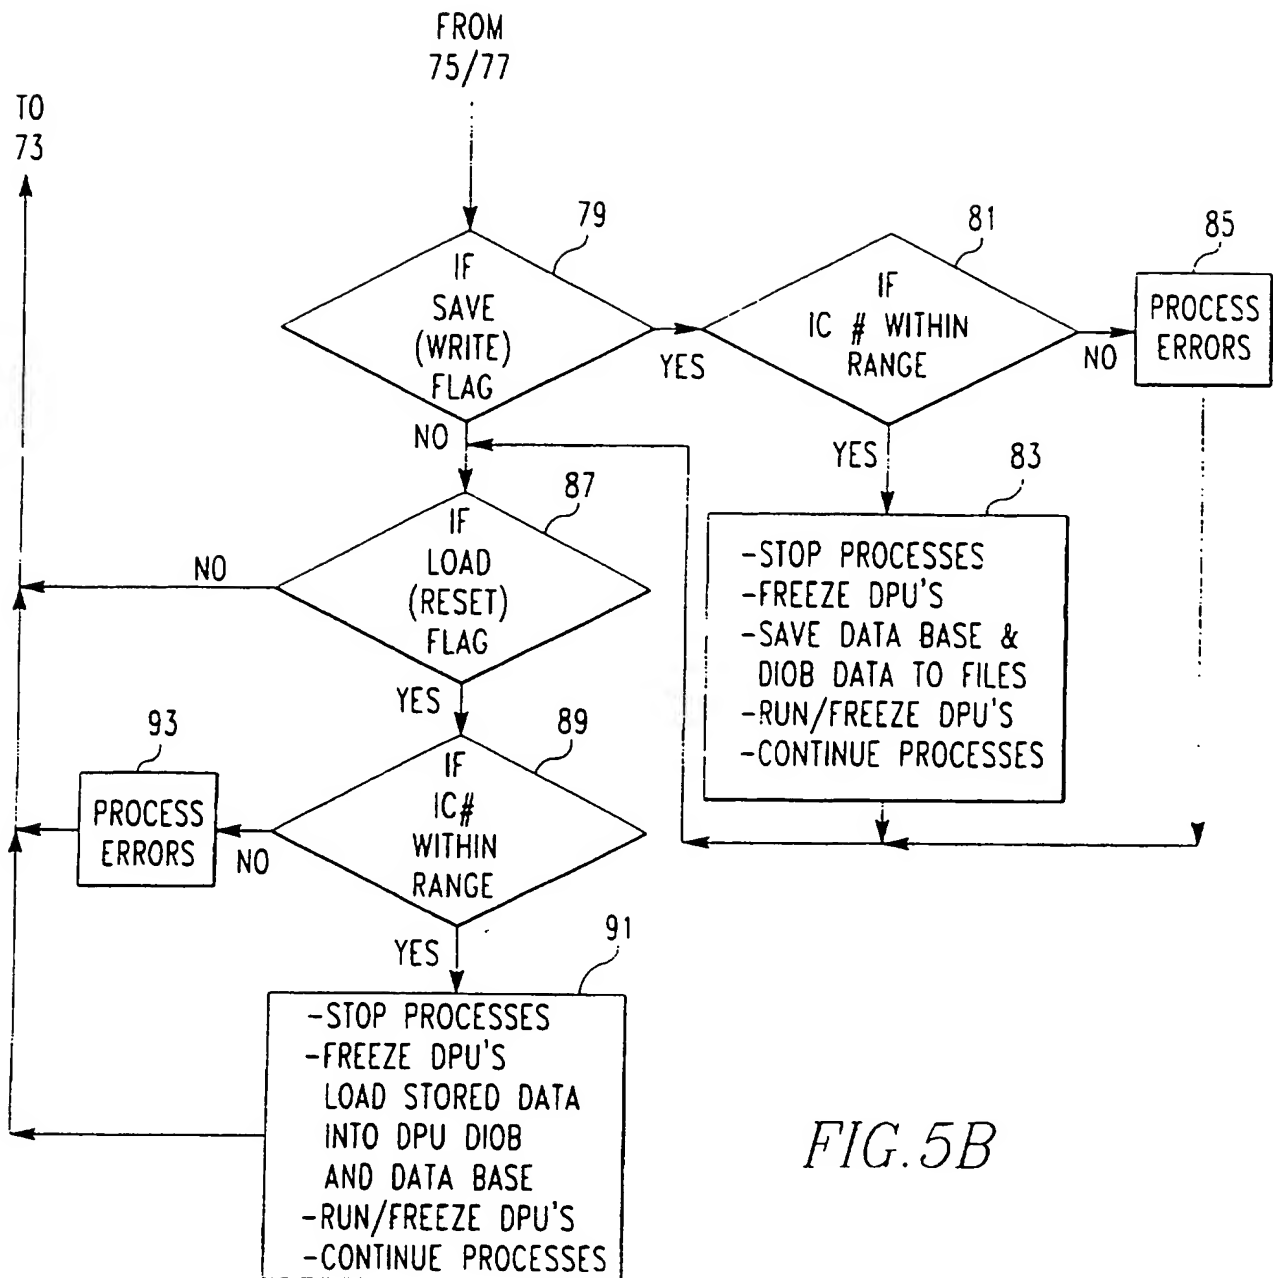 FROM
75/77
TO
73
79
IF
SAVE
(WRITE)
FLAG
YES
NO
81
IF
IC # WITHIN
RANGE
NO
YES
85
PROCESS
ERRORS
83
-STOP PROCESSES
-FREEZE DPU'S
-SAVE DATA BASE &
DIOB DATA TO FILES
-RUN/FREEZE DPU'S
-CONTINUE PROCESSES
87
IF
LOAD
(RESET)
FLAG
NO
YES
89
IF
IC#
WITHIN
RANGE
NO
YES
93
PROCESS
ERRORS
91
-STOP PROCESSES
-FREEZE DPU'S
LOAD STORED DATA
INTO DPU DIOB
AND DATA BASE
-RUN/FREEZE DPU'S
-CONTINUE PROCESSES
FIG.5B